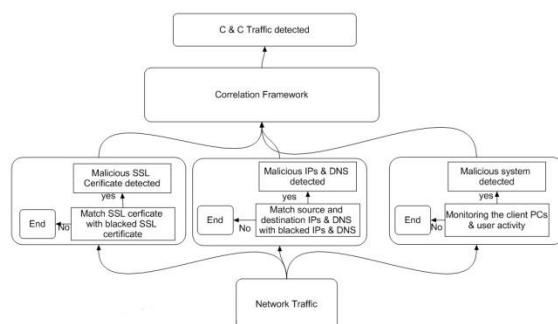 C & C Traffic detected
Correlation Framework
Malicious SSL
Cerificate detected
yes
End
No
Match SSL cerficate
with blacked SSL
certificate
Malicious IPs & DNS
detected
yes
End
No
Match source and
destination IPs & DNS
with blacked IPs & DNS
Malicious system
detected
yes
End
No
Monitoring the client PCs
& user activity
Network Traffic